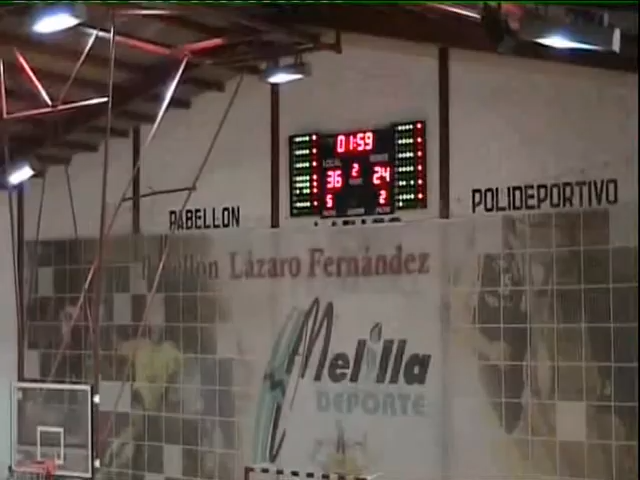 01:59
LOCAL
36 2 24
5 2
PABELLON
POLIDEPORTIVO
Pabellon Lázaro Fernández
Melilla
DEPORTE